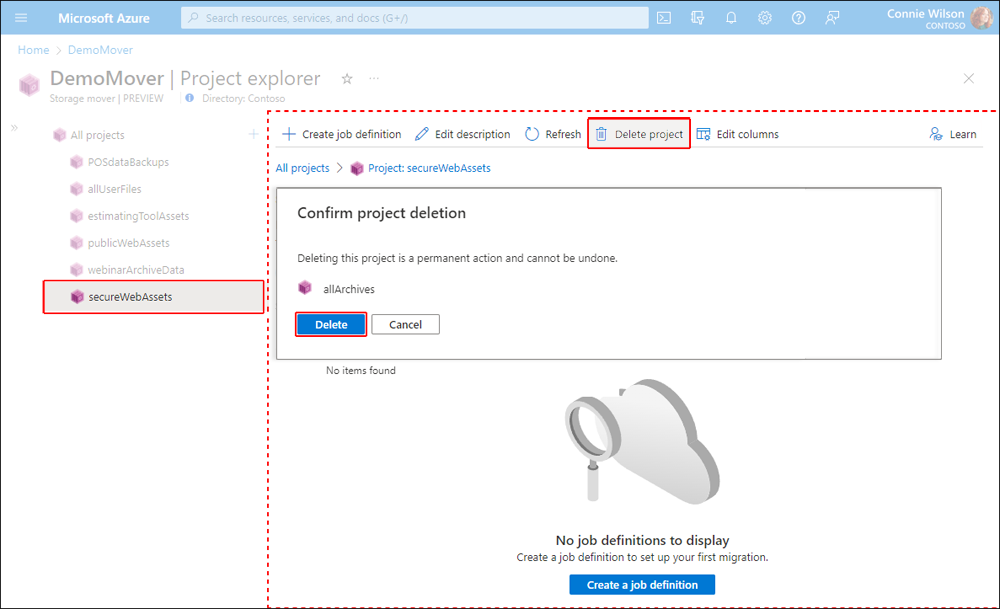 Microsoft Azure
Search resources, services, and docs (G+/)
Connie Wilson
CONTOSO
Home > DemoMover
DemoMover | Project explorer
Storage mover | PREVIEW
Directory: Contoso
All projects
POSdataBackups
allUserFiles
estimatingToolAssets
publicWebAssets
webinarArchiveData
secureWebAssets
Create job definition
Edit description
Refresh
Delete project
Edit columns
Learn
All projects > Project: secureWebAssets
Confirm project deletion
Deleting this project is a permanent action and cannot be undone.
allArchives
Delete
Cancel
No items found
No job definitions to display
Create a job definition to set up your first migration.
Create a job definition